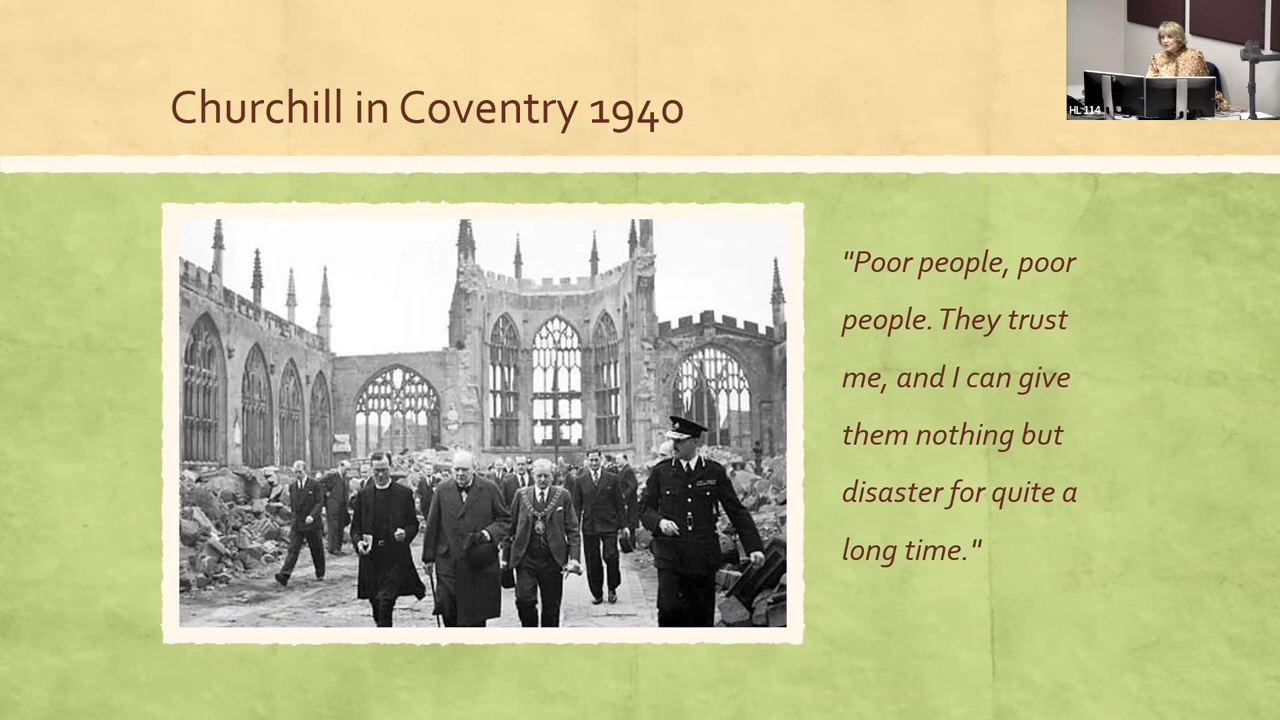 Churchill in Coventry 1940
HL 114
"Poor people, poor
people. They trust
me, and I can give
them nothing but
disaster for quite a
long time."